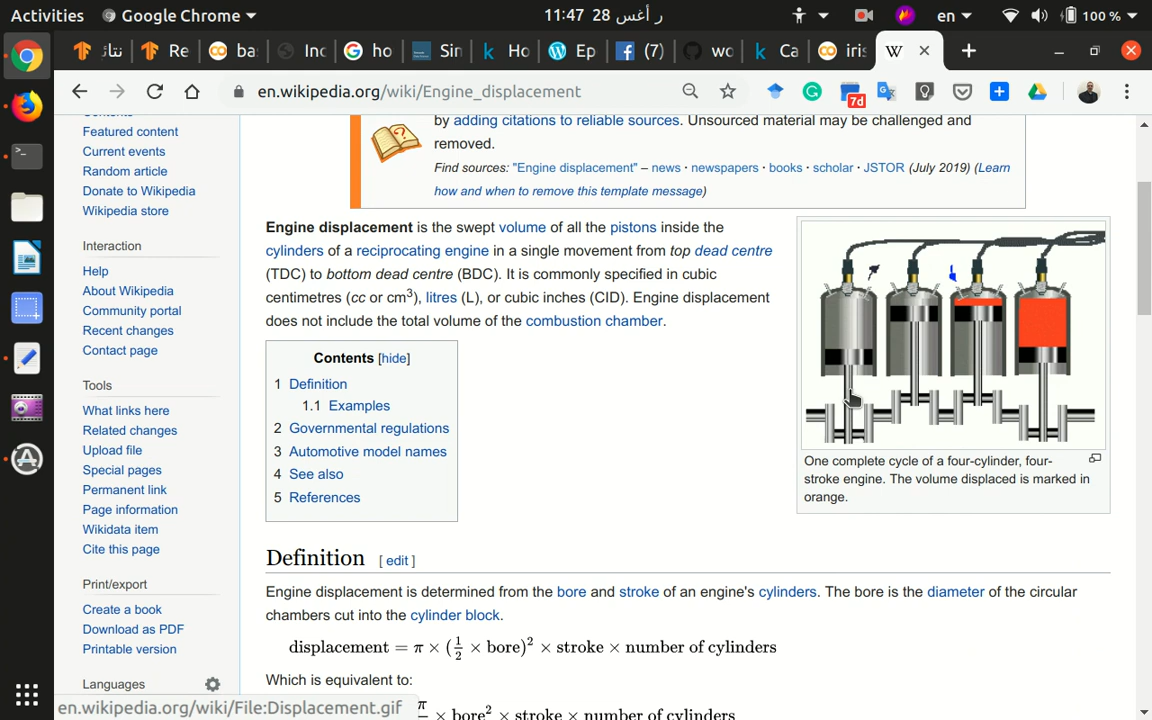 Activities Google Chrome ر أغس 28 11:47 en 100 %
نتائ Re ba Inc ho Sin Ho Ep (7) wo Ca iris W
en.wikipedia.org/wiki/Engine_displacement 7d
Contents
Featured content
Current events
Random article
Donate to Wikipedia
Wikipedia store
Interaction
Help
About Wikipedia
Community portal
Recent changes
Contact page
Tools
What links here
Related changes
Upload file
Special pages
Permanent link
Page information
Wikidata item
Cite this page
Print/export
Create a book
Download as PDF
Printable version
Languages
by adding citations to reliable sources. Unsourced material may be challenged and
removed.
Find sources: "Engine displacement" – news · newspapers · books · scholar · JSTOR (July 2019) (Learn
how and when to remove this template message)
Engine displacement is the swept volume of all the pistons inside the
cylinders of a reciprocating engine in a single movement from top dead centre
(TDC) to bottom dead centre (BDC). It is commonly specified in cubic
centimetres (cc or cm³), litres (L), or cubic inches (CID). Engine displacement
does not include the total volume of the combustion chamber.
One complete cycle of a four-cylinder, four-
stroke engine. The volume displaced is marked in
orange.
Contents [hide]
1 Definition
1.1 Examples
2 Governmental regulations
3 Automotive model names
4 See also
5 References
Definition [ edit ]
Engine displacement is determined from the bore and stroke of an engine's cylinders. The bore is the diameter of the circular
chambers cut into the cylinder block.
displacement = π × (1/2 × bore)² × stroke × number of cylinders
Which is equivalent to:
π × bore² × stroke × number of cylinders
en.wikipedia.org/wiki/File:Displacement.gif